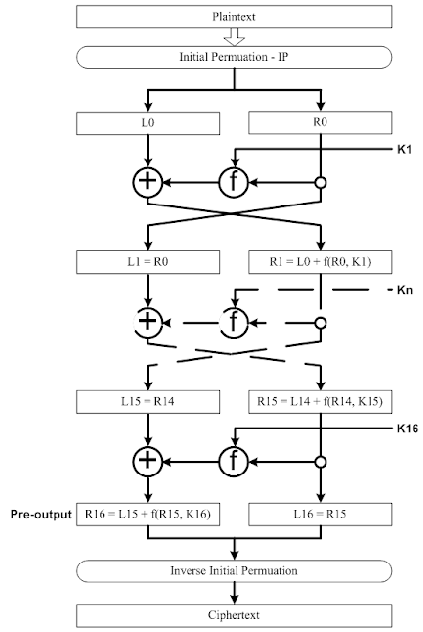 Plaintext
Initial Permuation - IP
L0
R0
K1
+
f
L1 = R0
R1 = L0 + f(R0, K1)
Kn
+
f
L15 = R14
R15 = L14 + f(R14, K15)
K16
+
f
Pre-output
R16 = L15 + f(R15, K16)
L16 = R15
Inverse Initial Permuation
Ciphertext